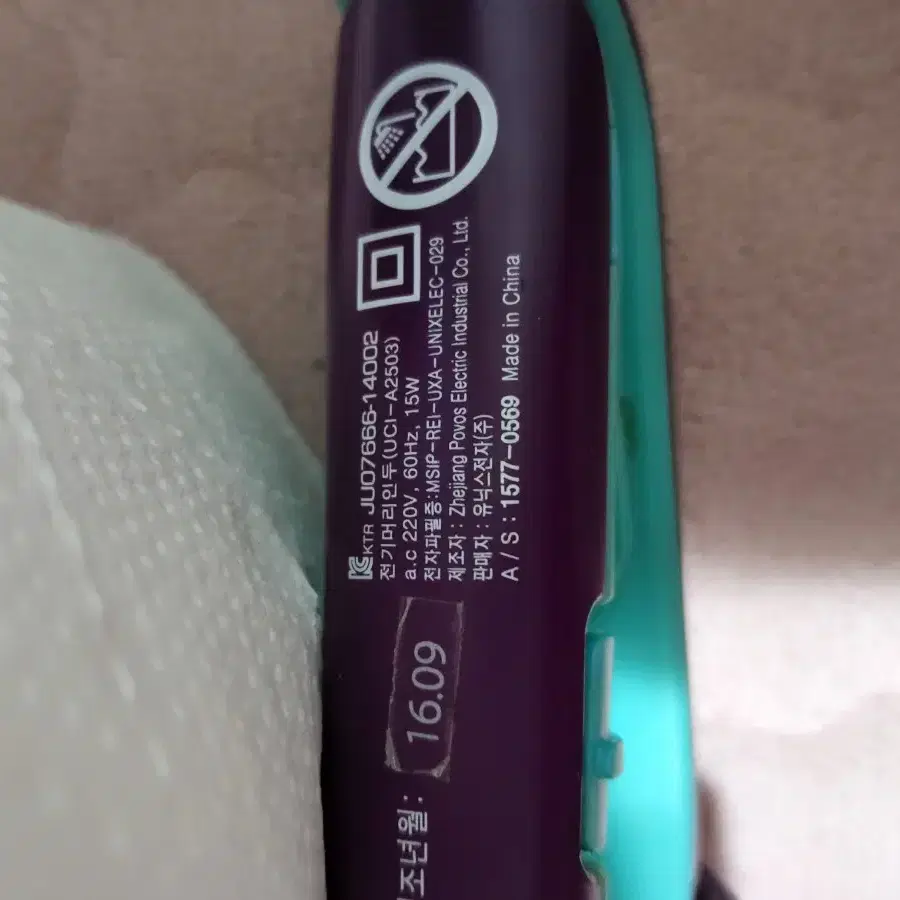 KTR JU07666-14002
전기머리인두(UCI-A2503)
a.c 220V, 60Hz, 15W
전자파필증:MSIP-REI-UXA-UNIXELEC-029
제조자 : Zhejiang Povos Electric Industrial Co., Ltd.
판매자 : 유닉스전자(주)
A / S : 1577-0569 Made in China
조년월 : 16.09